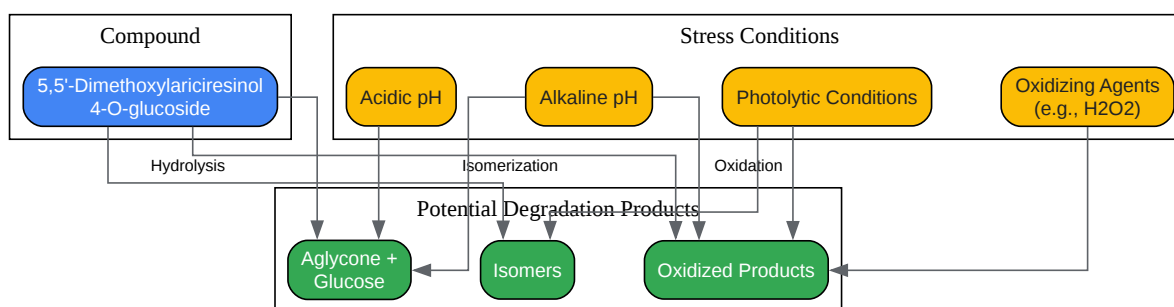 Compound
Stress Conditions
5,5'-Dimethoxylariciresinol
4-O-glucoside
Acidic pH
Alkaline pH
Photolytic Conditions
Oxidizing Agents
(e.g., H2O2)
Hydrolysis
Isomerization
Oxidation
Potential Degradation Products
Aglycone +
Glucose
Isomers
Oxidized Products